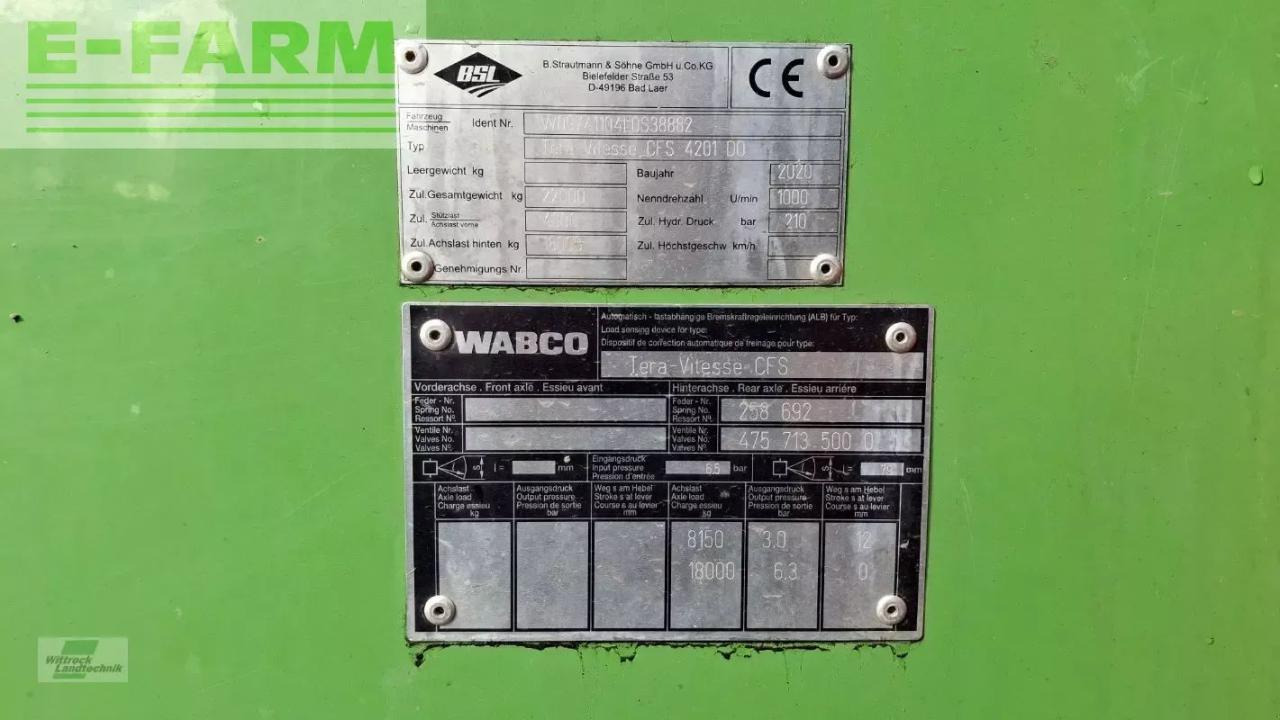 E-FARM
BSL
B.Strautmann & Söhne GmbH u.Co.KG
Bielefelder Straße 53
D-49196 Bad Laer
CE
Fahrzeug
Maschinen
Ident Nr.
Typ Tera-Vitesse CFS 4201 DO
Leergewicht kg
Baujahr 2020
Zul.Gesamtgewicht kg 22000
Nenndrehzahl U/min 1000
Zul. Stützlast
Achslast vorne
Zul. Hydr. Druck. bar 210
Zul.Achslast hinten kg
Zul. Höchstgeschw km/h
Genehmigungs Nr.
WABCO
Automatisch - lastabhängige Bremskraftregeleinrichtung (ALB) für Typ:
Load sensing device for type:
Dispositif de correction automatique de freinage pour type:
Tera-Vitesse CFS
Vorderachse . Front axle . Essieu avant
Hinterachse . Rear axle . Essieu arriére
Feder - Nr.
Spring No.
Ressort Nº.
Feder - Nr.
Spring No.
Ressort Nº.
258 692
Ventile Nr.
Valves No.
Valves Nº.
Ventile Nr.
Valves No.
Valves Nº.
475 713 500 0
mm
Eingangsdruck
Input pressure
Pression d'entrée
6,5 bar
mm
Achslast
Axle load
Charge essieu
kg
Ausgangsdruck
Output pressure
Pression de sortie
bar
Weg s am Hebel
Stroke s at lever
Course s au levier
mm
Achslast
Axle load
Charge essieu
kg
Ausgangsdruck
Output pressure
Pression de sortie
bar
Weg s am Hebel
Stroke s at lever
Course s au levier
mm
8150 3.0 12
18000 6.3 0
Wittrock
Landtechnik